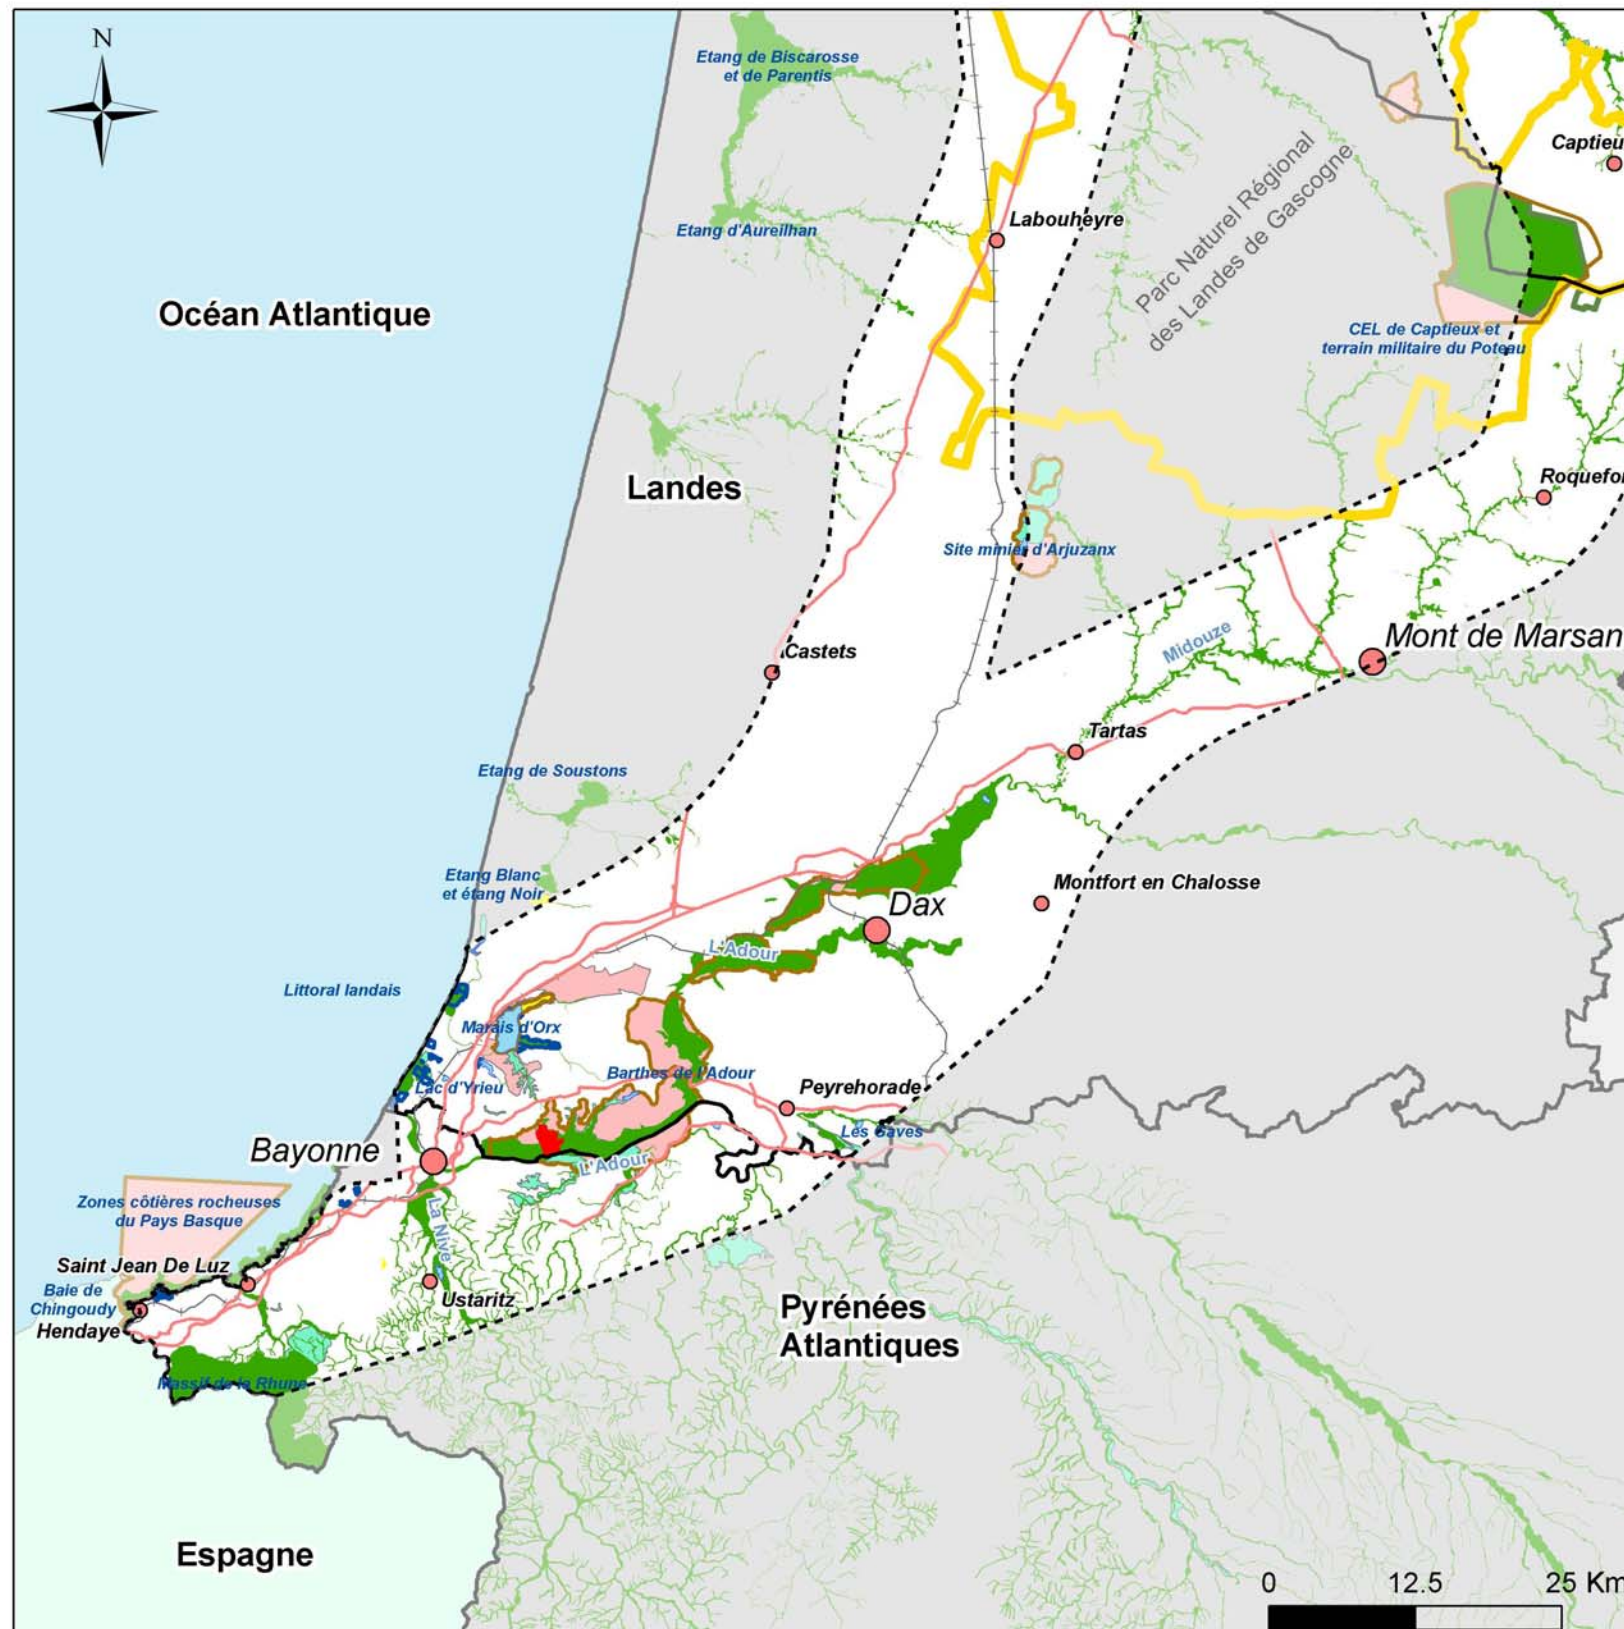 N
Etang de Biscarosse
et de Parentis
Captieu
Parc Naturel Régional
des Landes de Gascogne
Labouheyre
Etang d'Aureilhan
Océan Atlantique
CEL de Captieux et
terrain militaire du Poteau
Landes
Roquefor
Site minier d'Arjuzanx
Midouze
Mont de Marsan
Castets
Tartas
Etang de Soustons
Etang Blanc
et étang Noir
Montfort en Chalosse
Dax
L'Adour
Littoral landais
Marais d'Orx
Lac d'Yrieu
Barthes de l'Adour
Peyrehorade
Les Gaves
Bayonne
L'Adour
Zones côtières rocheuses
du Pays Basque
La Nive
Saint Jean De Luz
Baie de
Chingoudy
Hendaye
Ustaritz
Pyrénées
Atlantiques
Massif de la Rhune
Espagne
0 12.5 25 Km